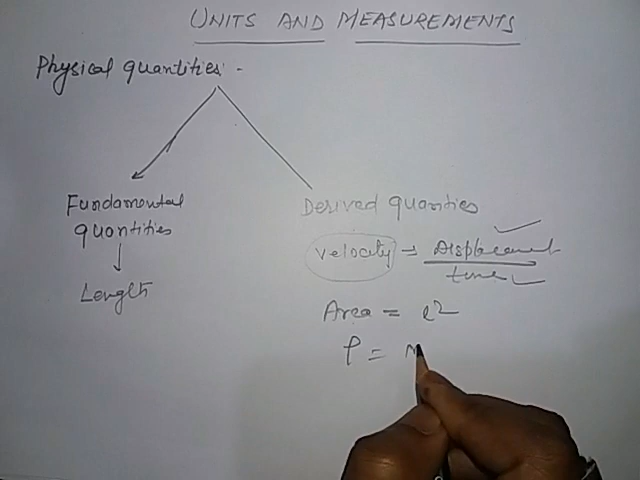 UNITS AND MEASUREMENTS
Physical quantities -
Fundamental
quantities
Length
Derived quantities
Velocity → Displacement
time
Area = l2
ρ =